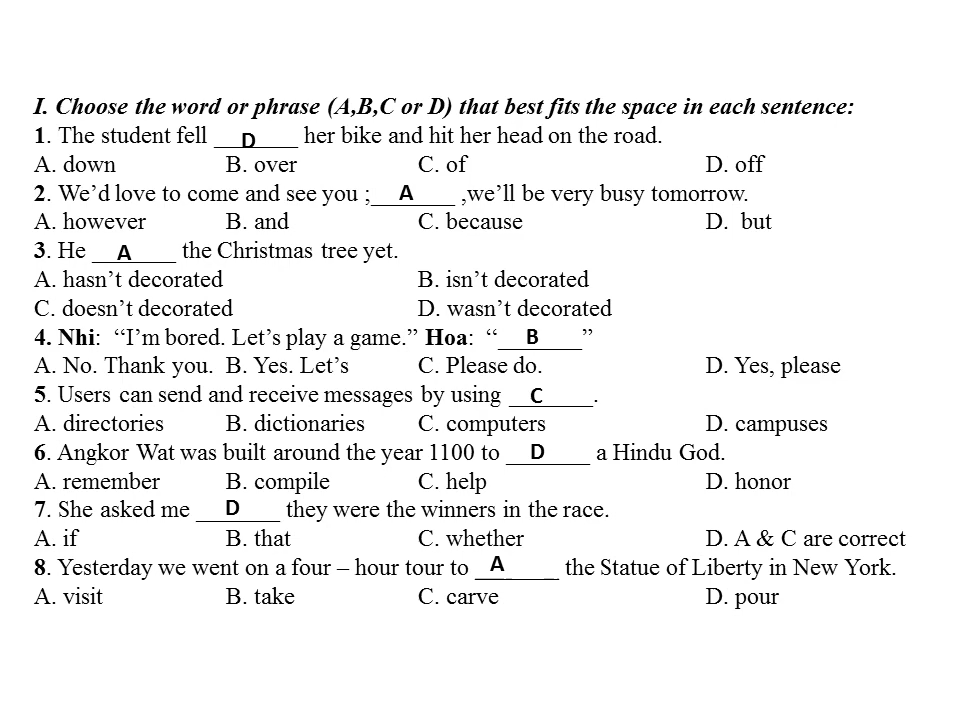 I. Choose the word or phrase (A,B,C or D) that best fits the space in each sentence:
1. The student fell ___D____ her bike and hit her head on the road.
A. down B. over C. of D. off
2. We’d love to come and see you ;___A____ ,we’ll be very busy tomorrow.
A. however B. and C. because D. but
3. He ___A____ the Christmas tree yet.
A. hasn’t decorated B. isn’t decorated
C. doesn’t decorated D. wasn’t decorated
4. Nhi: “I’m bored. Let’s play a game.” Hoa: “___B____”
A. No. Thank you. B. Yes. Let’s C. Please do. D. Yes, please
5. Users can send and receive messages by using ___C____.
A. directories B. dictionaries C. computers D. campuses
6. Angkor Wat was built around the year 1100 to ___D____ a Hindu God.
A. remember B. compile C. help D. honor
7. She asked me ___D____ they were the winners in the race.
A. if B. that C. whether D. A & C are correct
8. Yesterday we went on a four – hour tour to ___A____ the Statue of Liberty in New York.
A. visit B. take C. carve D. pour